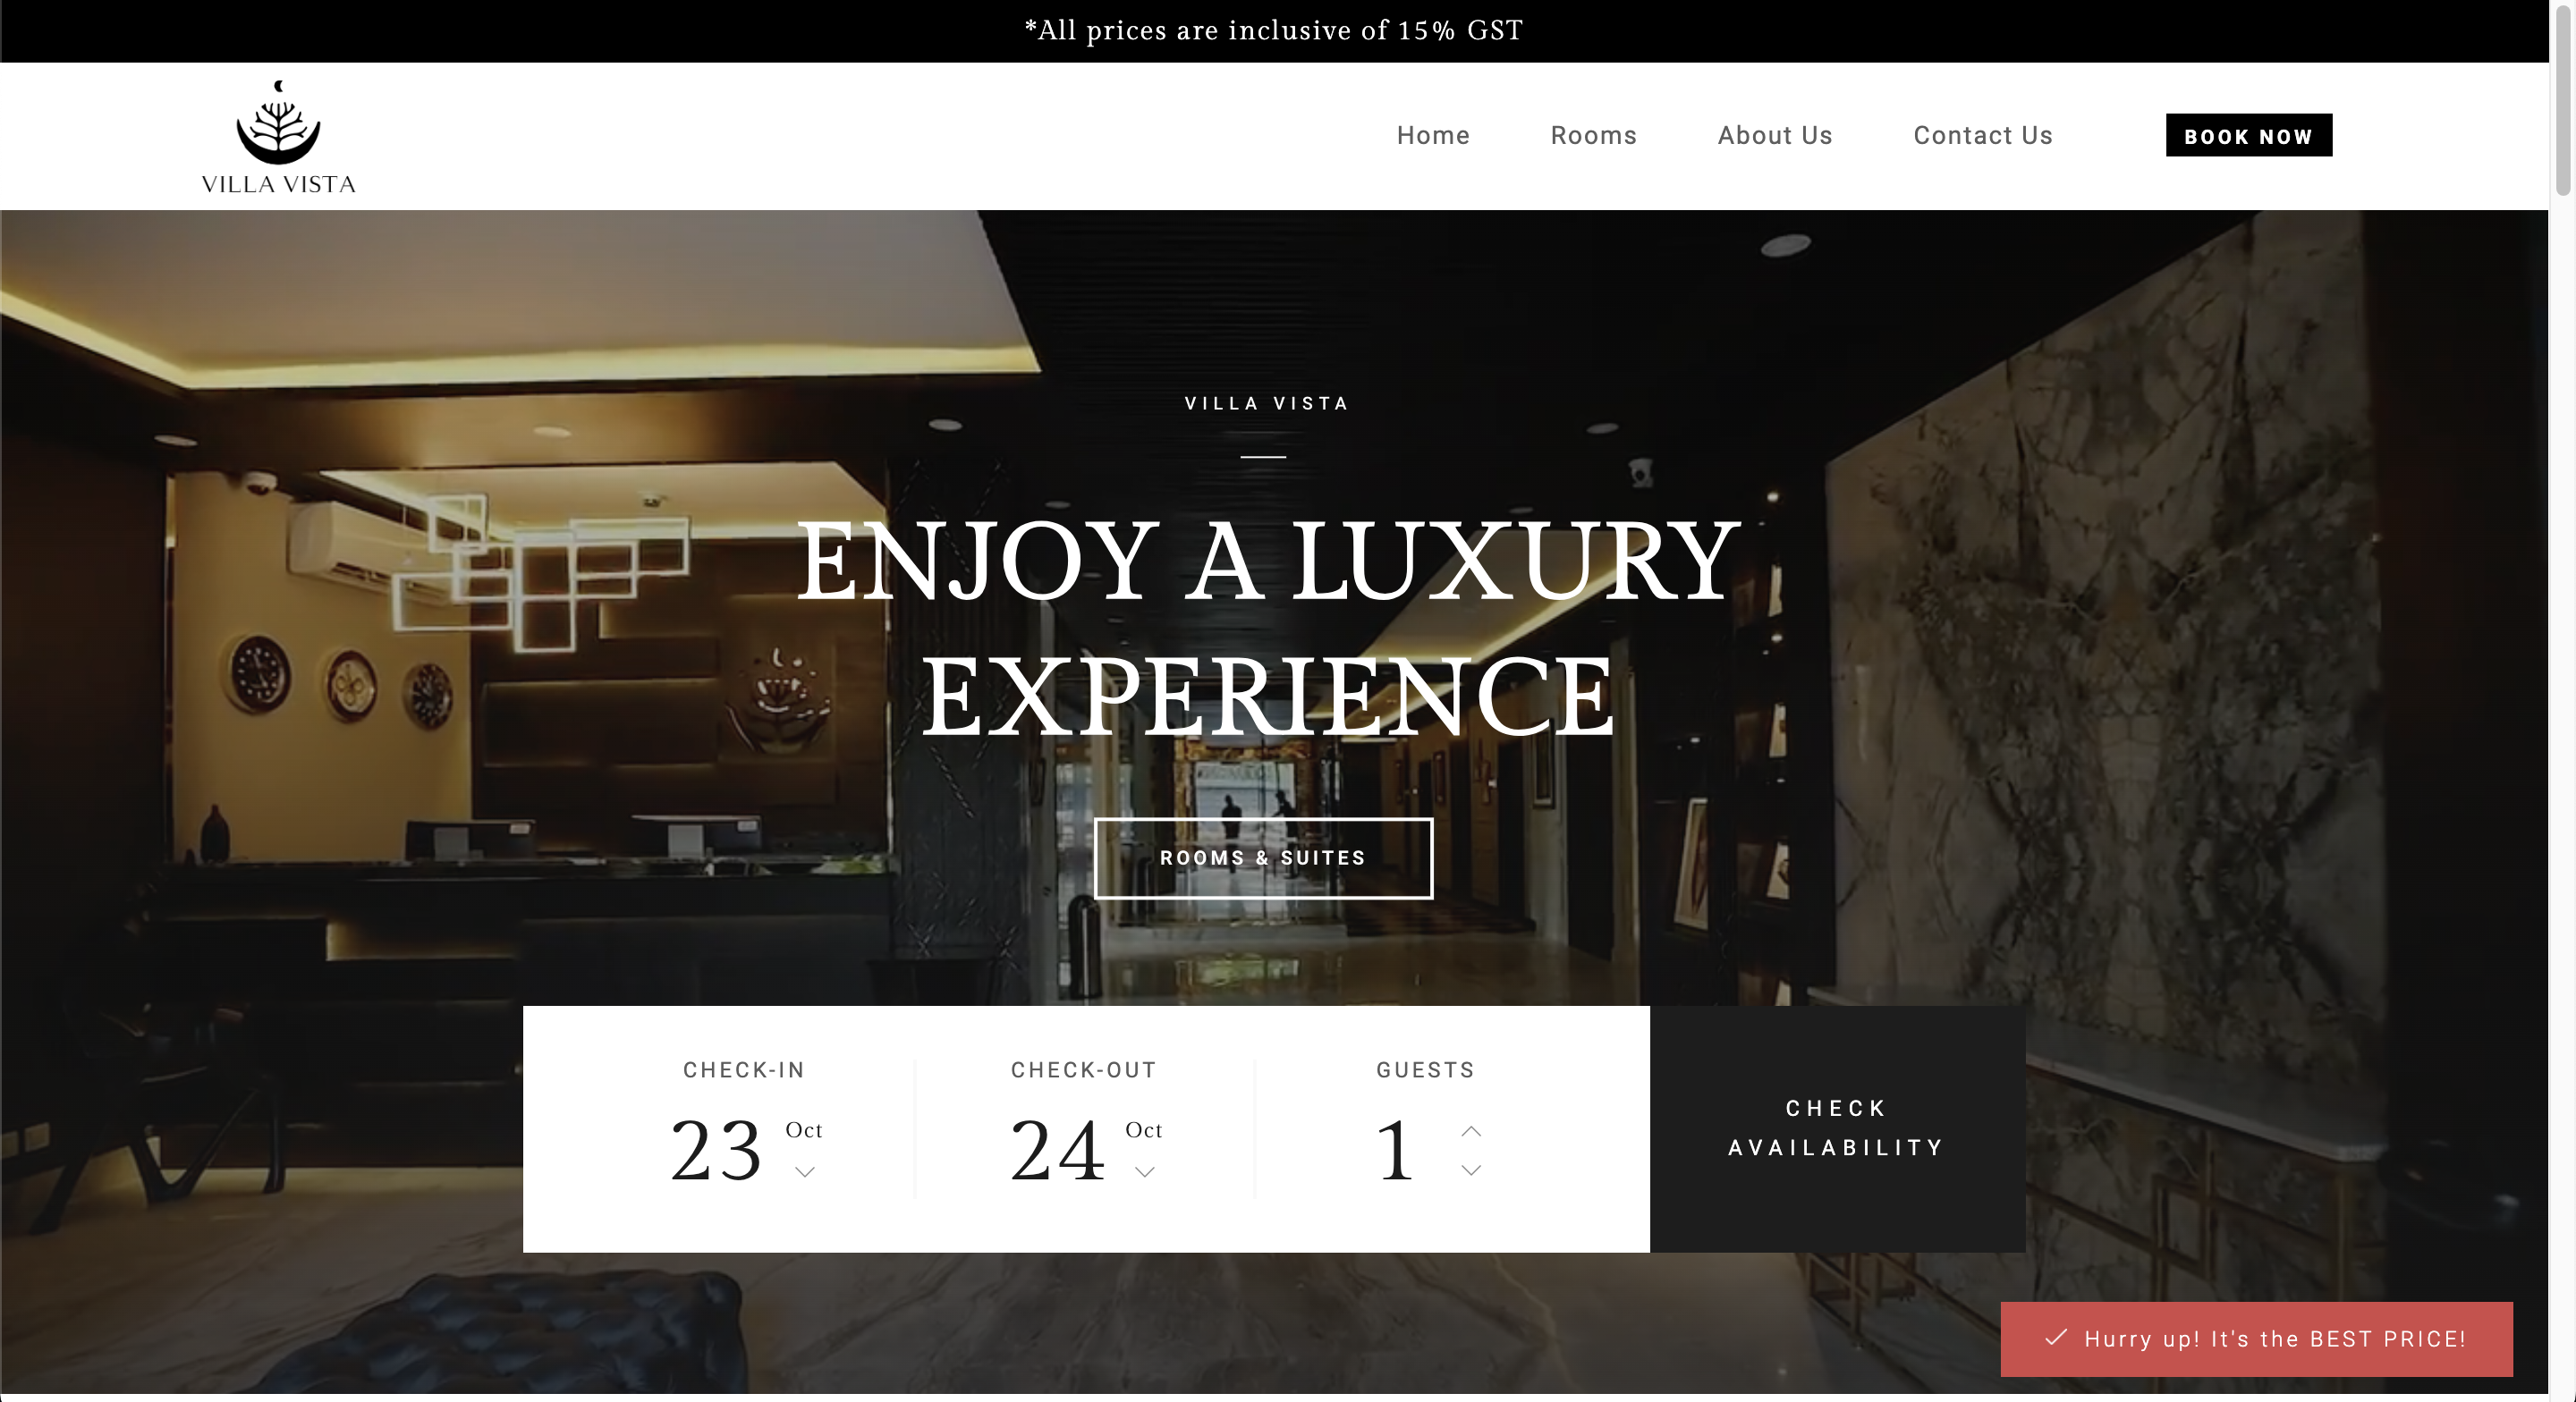 *All prices are inclusive of 15% GST
VILLA VISTA
Home
Rooms
About Us
Contact Us
BOOK NOW
VILLA VISTA
ENJOY A LUXURY
EXPERIENCE
ROOMS & SUITES
CHECK-IN
23 Oct
CHECK-OUT
24 Oct
GUESTS
1
CHECK
AVAILABILITY
Hurry up! It's the BEST PRICE!